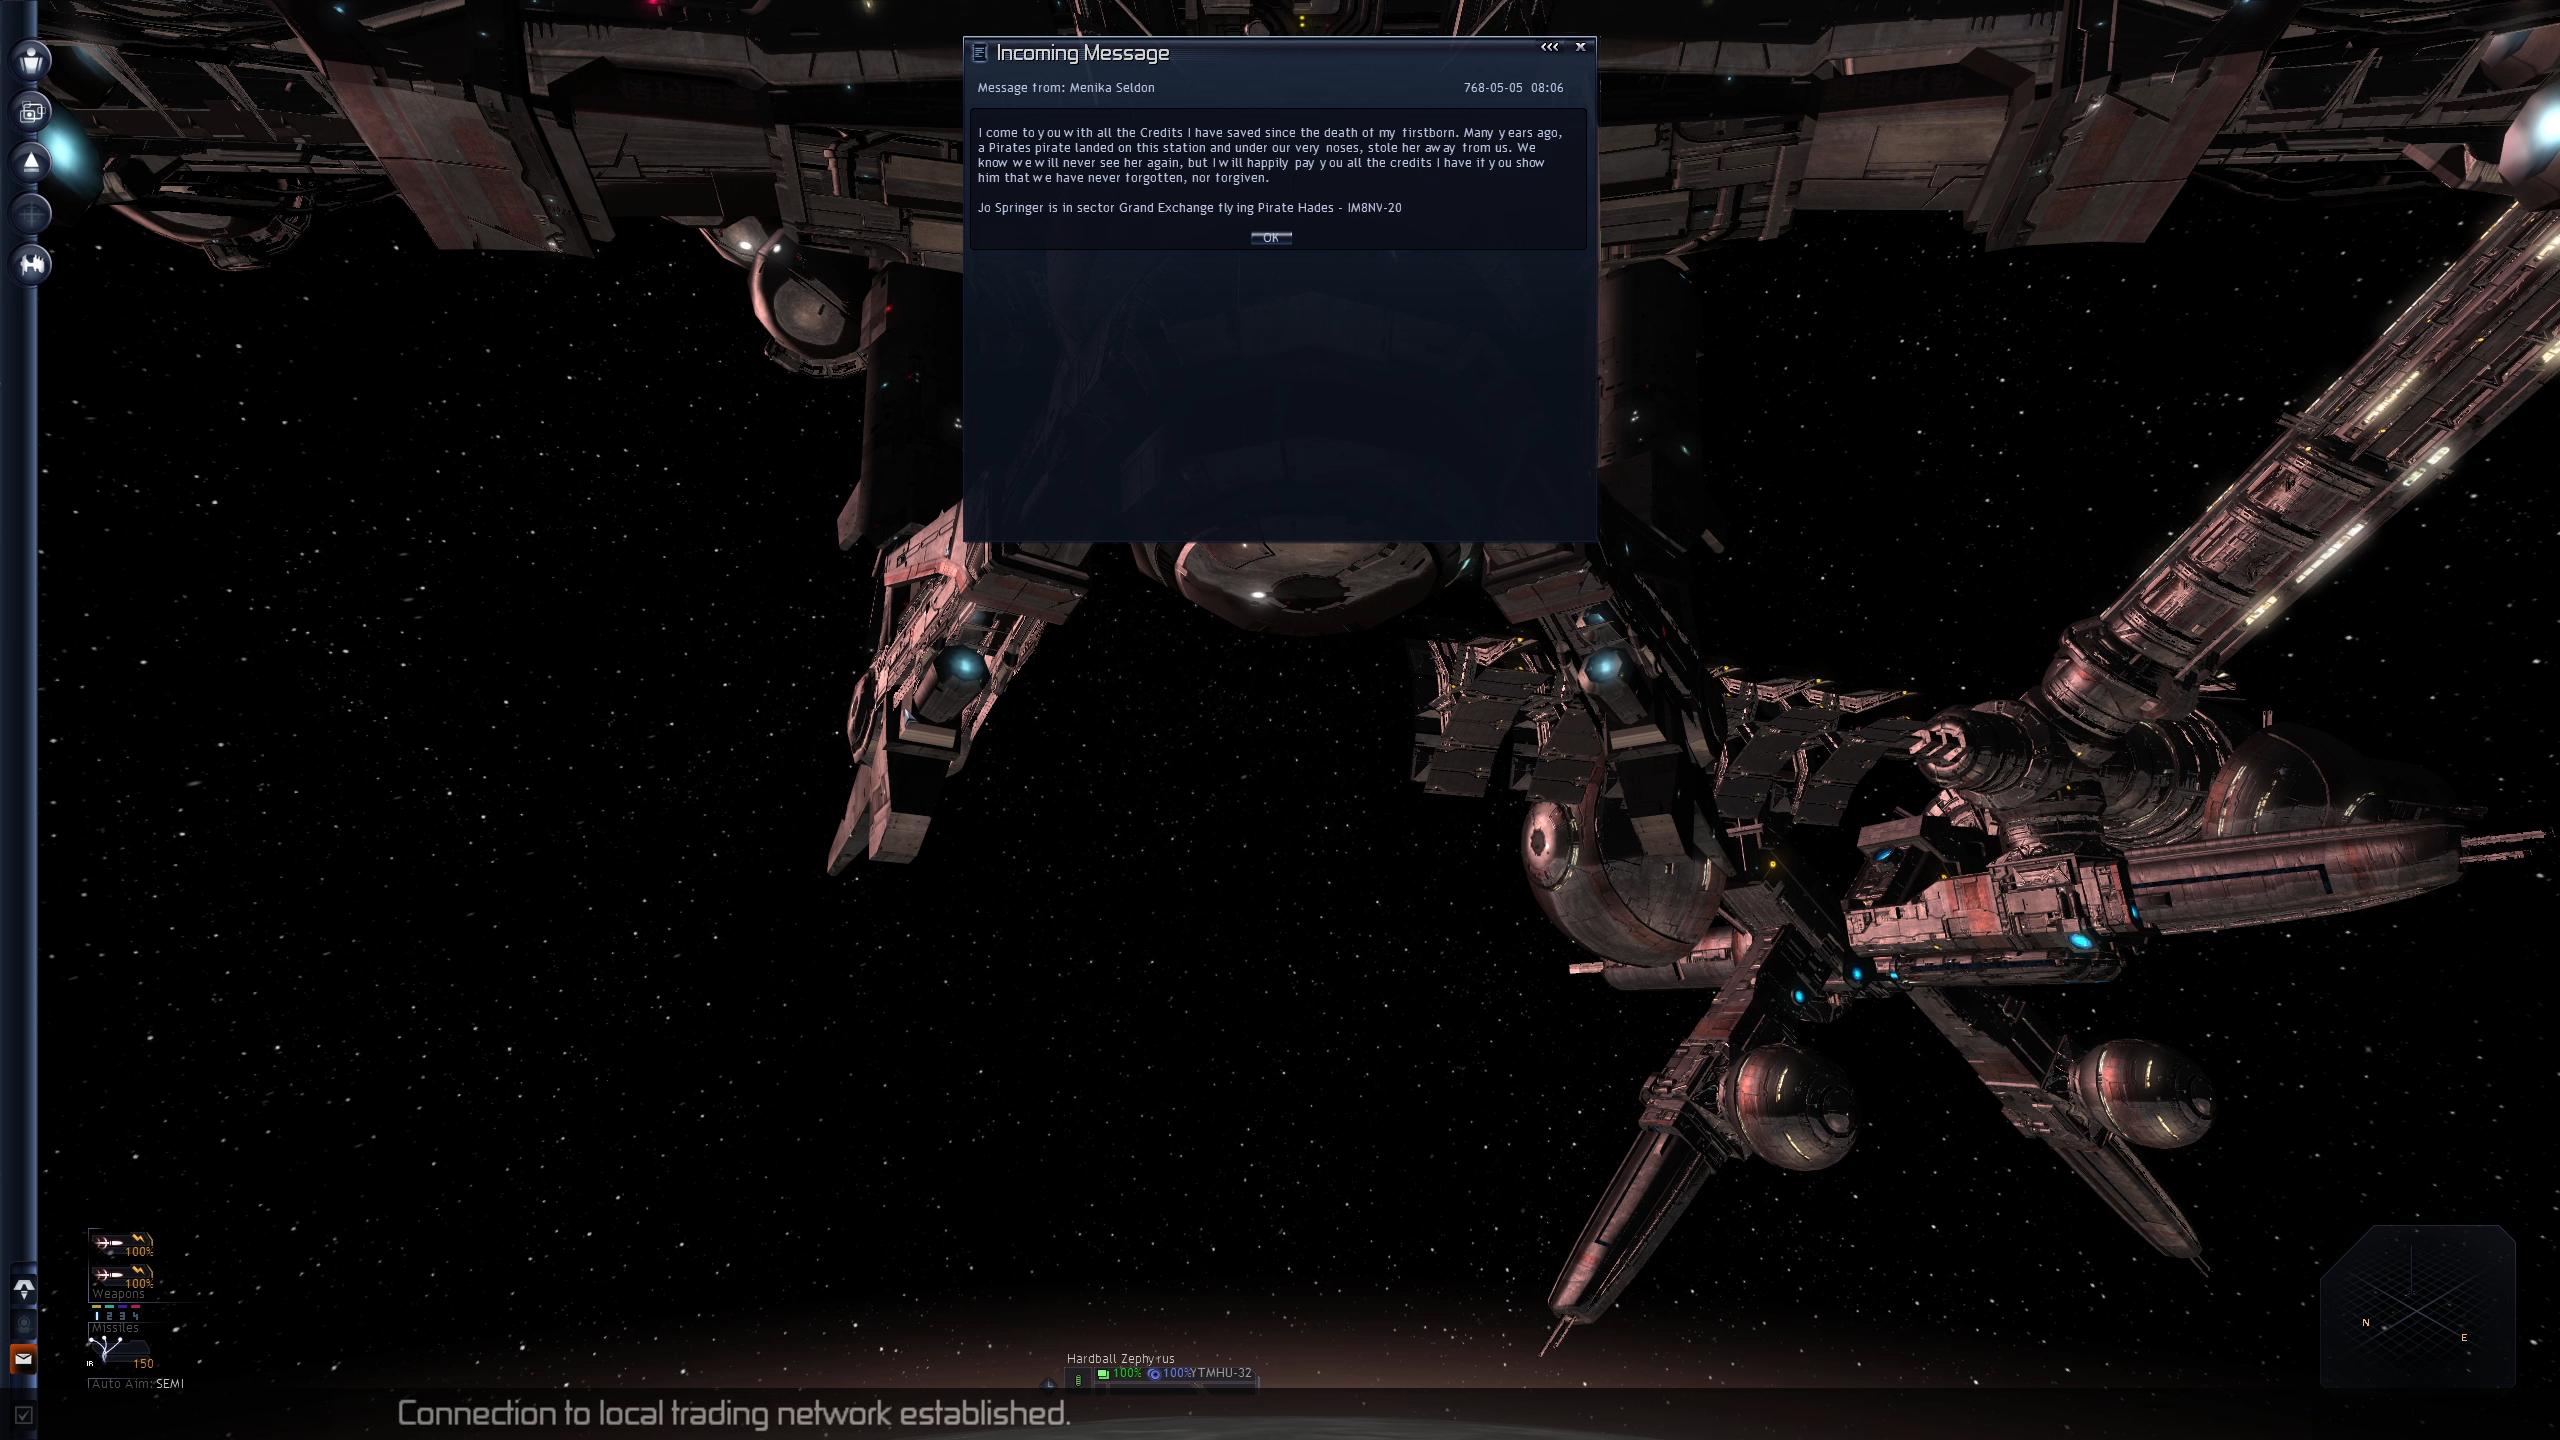 Incoming Message
Message from: Menika Seldon
768-05-05 08:06
I come to you with all the Credits I have saved since the death of my firstborn. Many years ago,
a Pirates pirate landed on this station and under our very noses, stole her away from us. We
know we will never see her again, but I will happily pay you all the credits I have if you show
him that we have never forgotten, nor forgiven.
Jo Springer is in sector Grand Exchange flying Pirate Hades - IM8NV-20
OK
100%
100%
Weapons
1 2 3 4
Missiles
IR
150
Auto Aim: SEMI
Hardball Zephyrus
100% 100% YTMHU-32
N
E
Connection to local trading network established.